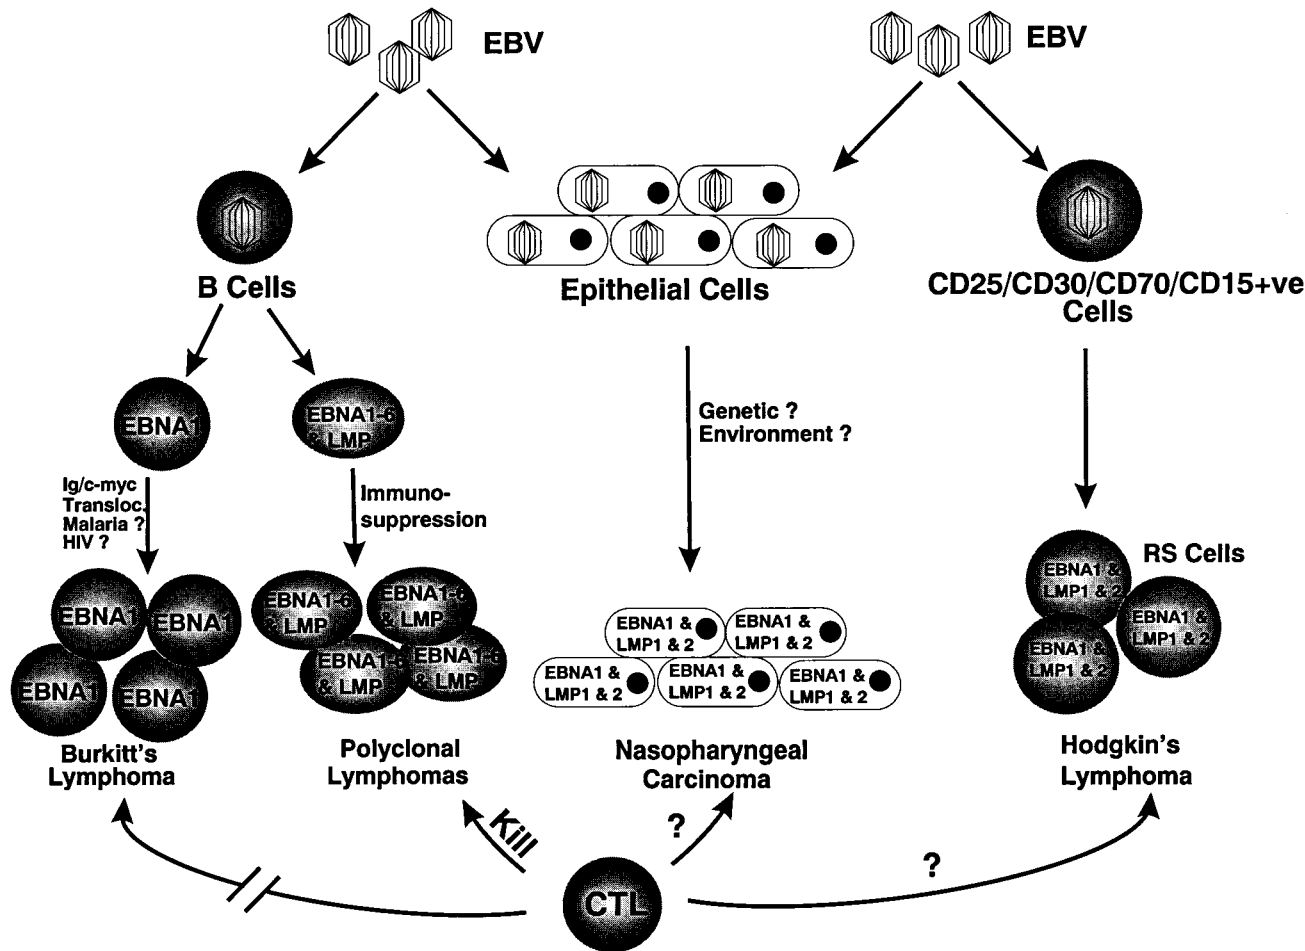 EBV
EBV
B Cells
Epithelial Cells
CD25/CD30/CD70/CD15+ve
Cells
EBNA1
EBNA1-6
& LMP
Genetic ?
Environment ?
Ig/c-myc
Transloc.
Malaria ?
HIV ?
Immuno-
suppression
RS Cells
EBNA1
EBNA1
EBNA1
EBNA1
EBNA1-6
& LMP
EBNA1-6
& LMP
EBNA1-6
& LMP
EBNA1-6
& LMP
EBNA1 &
LMP1 & 2
EBNA1 &
LMP1 & 2
EBNA1 &
LMP1 & 2
EBNA1 &
LMP1 & 2
EBNA1 &
LMP1 & 2
EBNA1 &
LMP1 & 2
EBNA1 &
LMP1 & 2
EBNA1 &
LMP1 & 2
Burkitt's
Lymphoma
Polyclonal
Lymphomas
Nasopharyngeal
Carcinoma
Hodgkin's
Lymphoma
Kill
?
?
CTL